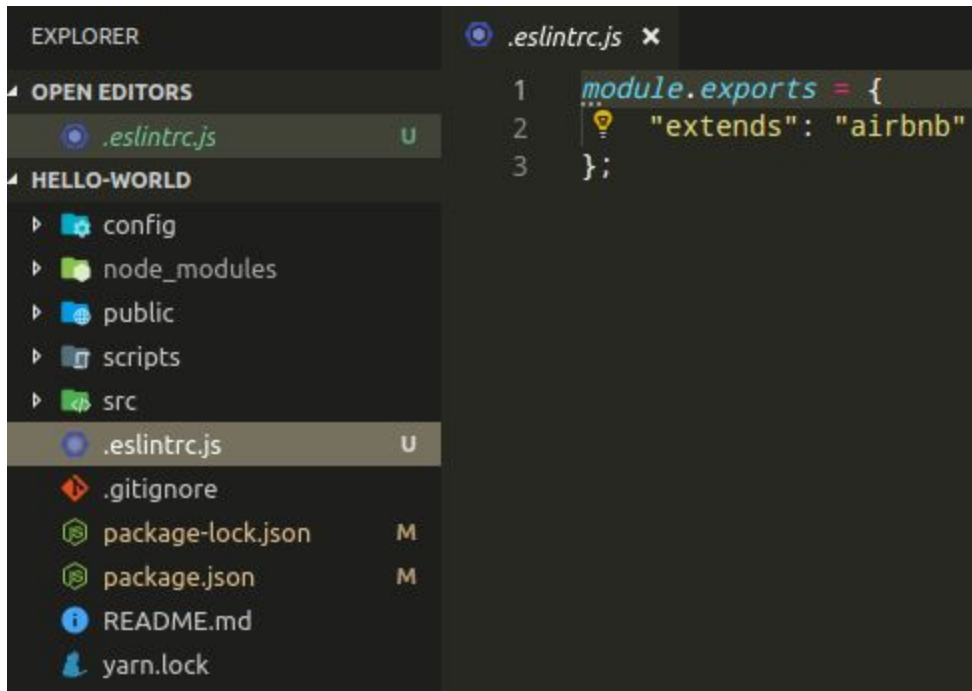 EXPLORER
OPEN EDITORS
.eslintrc.js U
HELLO-WORLD
config
node_modules
public
scripts
src
.eslintrc.js U
.gitignore
package-lock.json M
package.json M
README.md
yarn.lock
.eslintrc.js ×
1 module.exports = {
2 "extends": "airbnb"
3 };